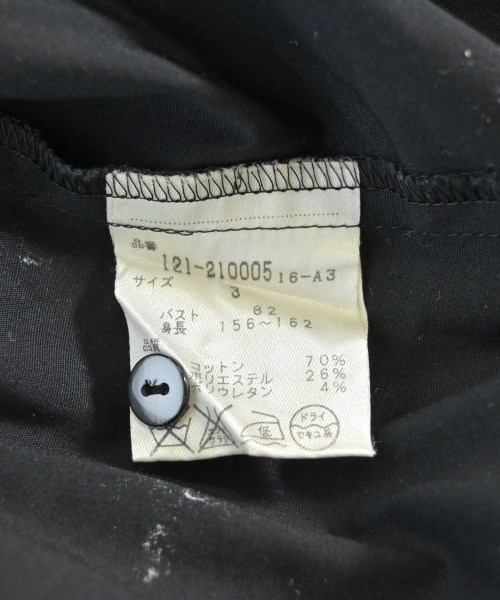 品番
121-210005 16-A3
サイズ 3
バスト 82
身長 156～162
品質
コットン 70%
ポリエステル 26%
ポリウレタン 4%
低
ドライ
セキユ系